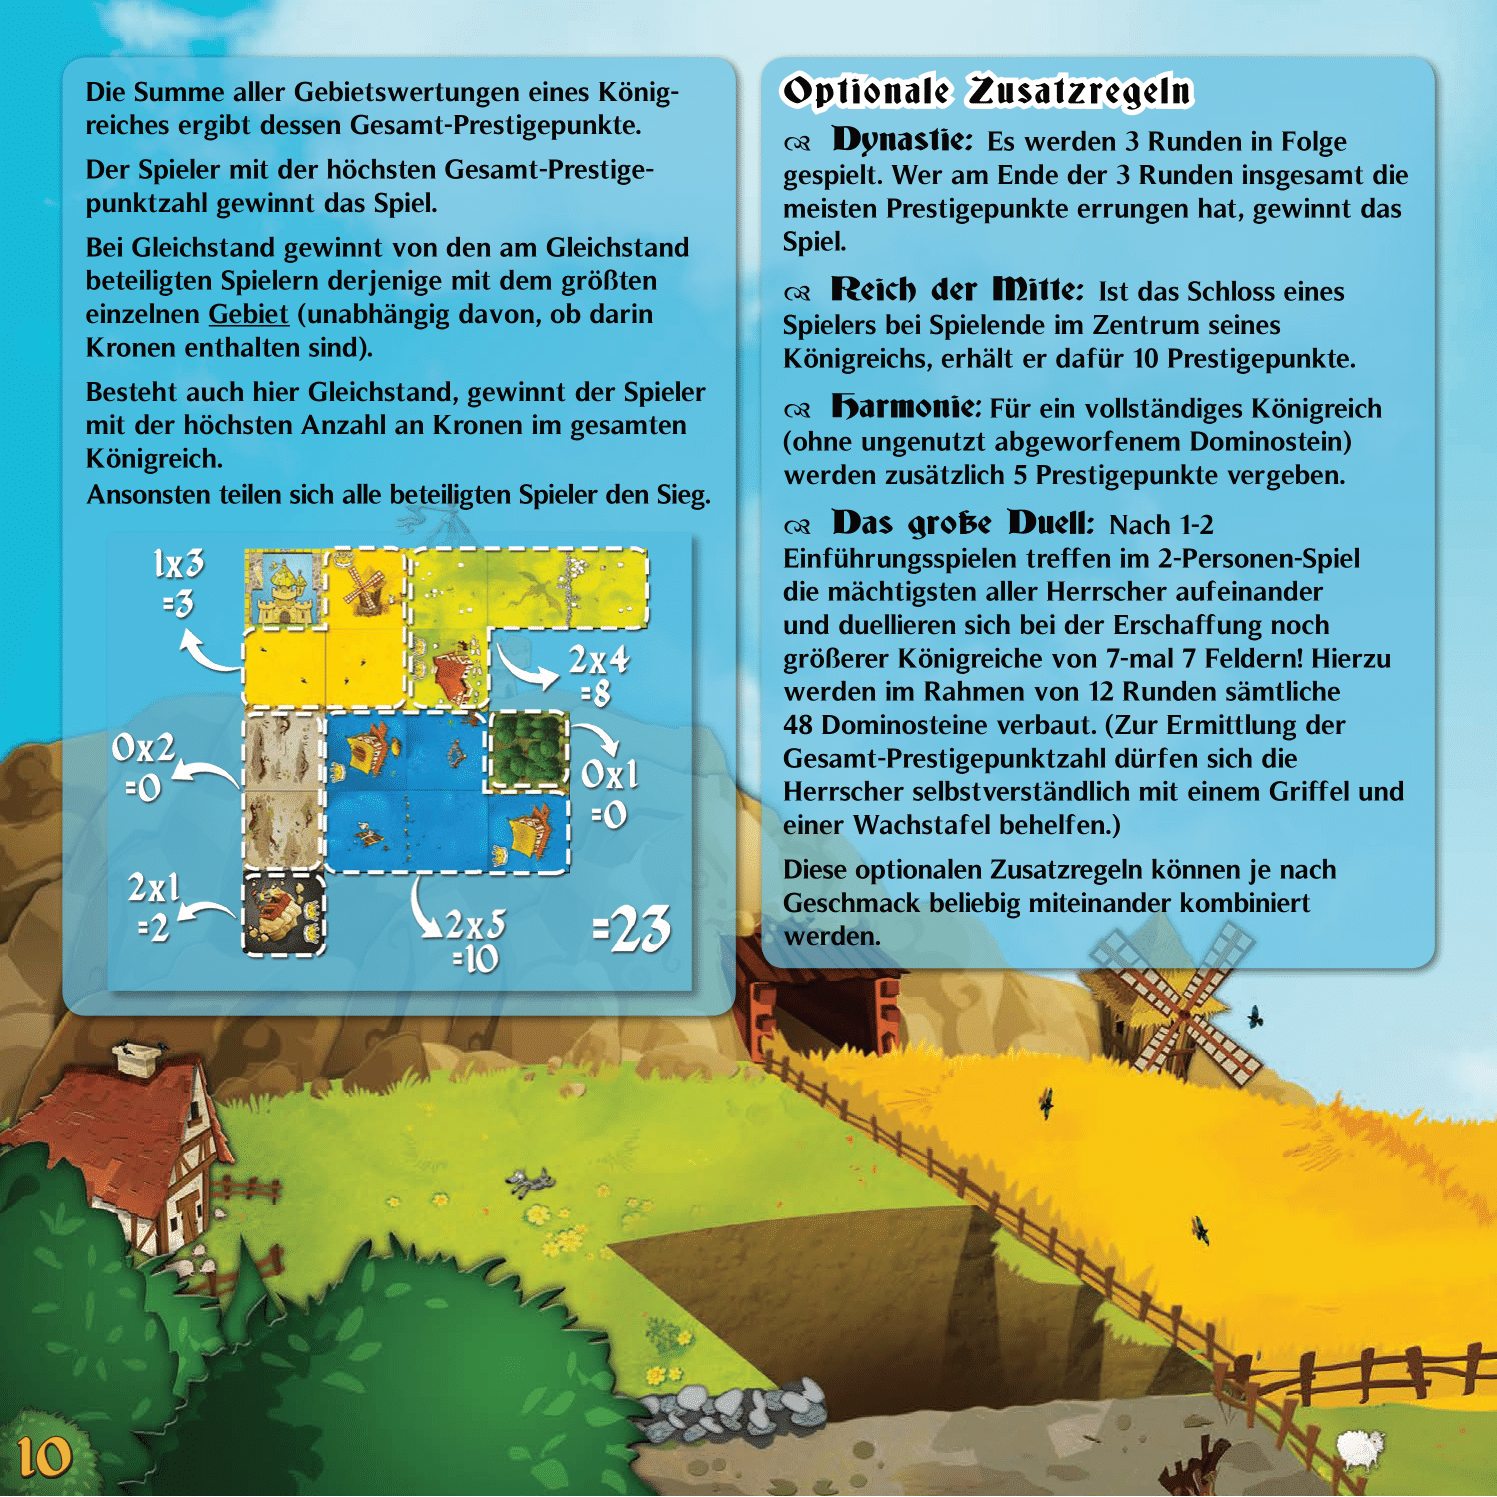 Die Summe aller Gebietswertungen eines König-
reiches ergibt dessen Gesamt-Prestigepunkte.
Der Spieler mit der höchsten Gesamt-Prestige-
punktzahl gewinnt das Spiel.
Bei Gleichstand gewinnt von den am Gleichstand
beteiligten Spielern derjenige mit dem größten
einzelnen Gebiet (unabhängig davon, ob darin
Kronen enthalten sind).
Besteht auch hier Gleichstand, gewinnt der Spieler
mit der höchsten Anzahl an Kronen im gesamten
Königreich.
Ansonsten teilen sich alle beteiligten Spieler den Sieg.
1x3
=3
2x4
=8
0x2
=0
0x1
=0
2x1
=2
2x5
=10
=23
Optionale Zusatzregeln
Dynastie: Es werden 3 Runden in Folge
gespielt. Wer am Ende der 3 Runden insgesamt die
meisten Prestigepunkte errungen hat, gewinnt das
Spiel.
Reich der Mitte: Ist das Schloss eines
Spielers bei Spielende im Zentrum seines
Königreichs, erhält er dafür 10 Prestigepunkte.
Harmonie: Für ein vollständiges Königreich
(ohne ungenutzt abgeworfenem Dominostein)
werden zusätzlich 5 Prestigepunkte vergeben.
Das große Duell: Nach 1-2
Einführungsspielen treffen im 2-Personen-Spiel
die mächtigsten aller Herrscher aufeinander
und duellieren sich bei der Erschaffung noch
größerer Königreiche von 7-mal 7 Feldern! Hierzu
werden im Rahmen von 12 Runden sämtliche
48 Dominosteine verbaut. (Zur Ermittlung der
Gesamt-Prestigepunktzahl dürfen sich die
Herrscher selbstverständlich mit einem Griffel und
einer Wachstafel behelfen.)
Diese optionalen Zusatzregeln können je nach
Geschmack beliebig miteinander kombiniert
werden.
10